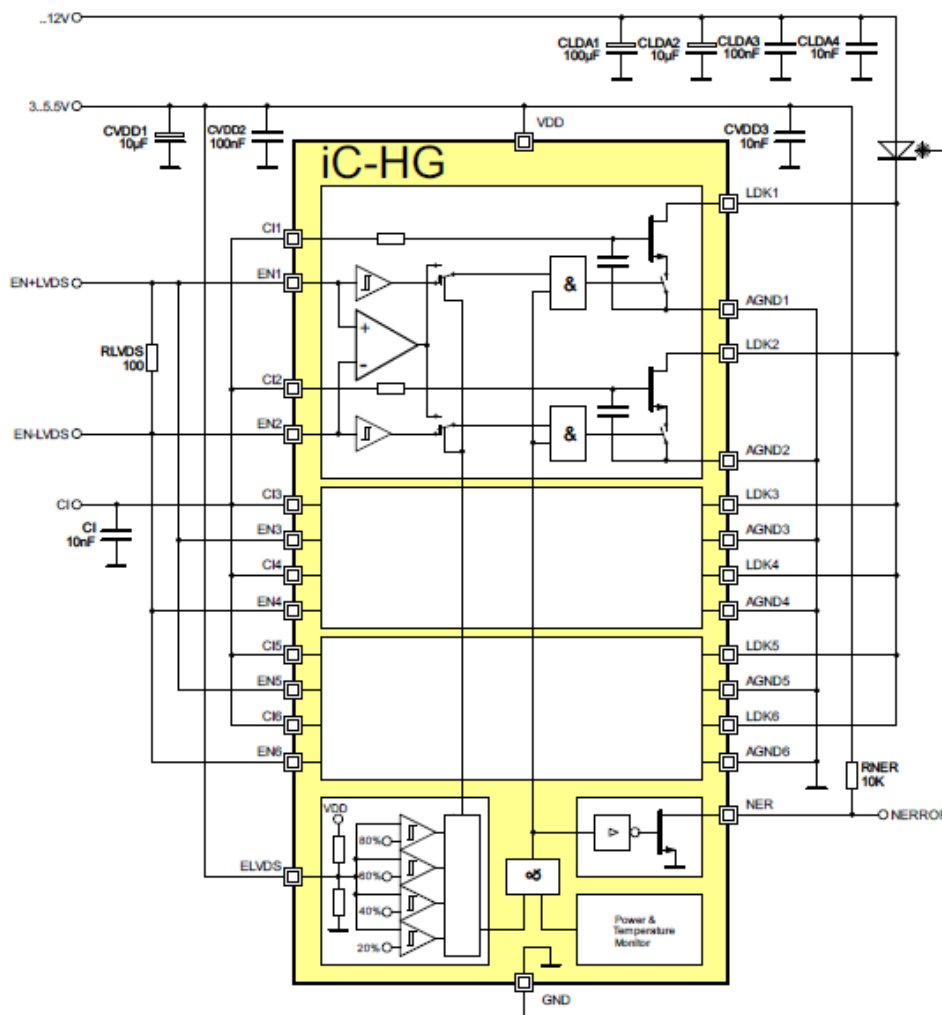 ..12V
CLDA1
100µF
CLDA2
10µF
CLDA3
100nF
CLDA4
10nF
3..5.5V
CVDD1
10µF
CVDD2
100nF
VDD
CVDD3
10nF
iC-HG
LDK1
CI1
EN+LVDS
EN1
&
AGND1
+
LDK2
RLVDS
100
-
CI2
EN-LVDS
EN2
&
AGND2
CI
CI3
LDK3
CI
10nF
EN3
AGND3
CI4
LDK4
EN4
AGND4
CI5
LDK5
EN5
AGND5
CI6
LDK6
EN6
AGND6
RNER
10K
VDD
NER
NERROR
80%
ELVDS
60%
&
40%
Power &
Temperature
Monitor
20%
GND